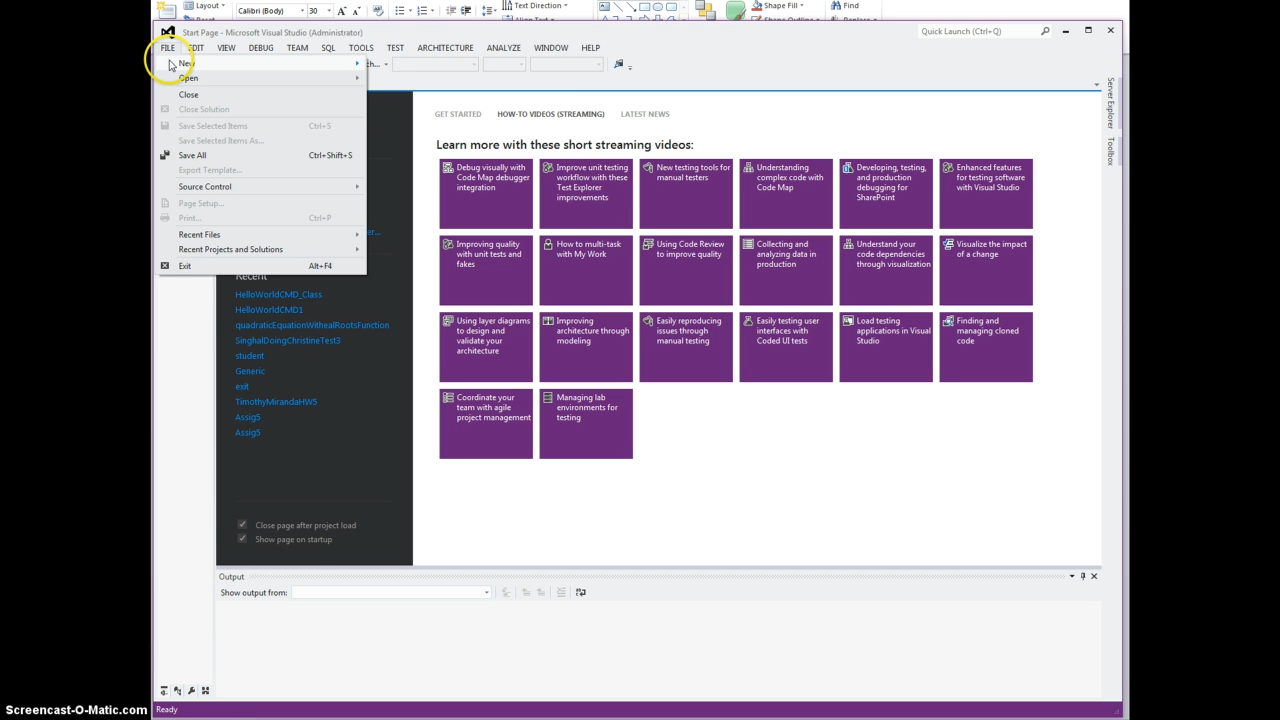 Layout
Calibri (Body) 30
Text Direction
Shape Fill
Find
Align Text
Start Page - Microsoft Visual Studio (Administrator)
Quick Launch (Ctrl+Q)
FILE EDIT VIEW DEBUG TEAM SQL TOOLS TEST ARCHITECTURE ANALYZE WINDOW HELP
New
Open
Close
Close Solution
Save Selected Items Ctrl+S
Save Selected Items As...
Save All Ctrl+Shift+S
Export Template...
Source Control
Page Setup...
Print... Ctrl+P
Recent Files
Recent Projects and Solutions
Exit Alt+F4
Recent
HelloWorldCMD_Class
HelloWorldCMD1
quadraticEquationWithealRootsFunction
SinghalDoingChristineTest3
student
Generic
exit
TimothyMirandaHW5
Assig5
Assig5
Close page after project load
Show page on startup
GET STARTED HOW-TO VIDEOS (STREAMING) LATEST NEWS
Learn more with these short streaming videos:
Debug visually with
Code Map debugger
integration
Improve unit testing
workflow with these
Test Explorer
improvements
New testing tools for
manual testers
Understanding
complex code with
Code Map
Developing, testing,
and production
debugging for
SharePoint
Enhanced features
for testing software
with Visual Studio
Improving quality
with unit tests and
fakes
How to multi-task
with My Work
Using Code Review
to improve quality
Collecting and
analyzing data in
production
Understand your
code dependencies
through visualization
Visualize the impact
of a change
Using layer diagrams
to design and
validate your
architecture
Improving
architecture through
modeling
Easily reproducing
issues through
manual testing
Easily testing user
interfaces with
Coded UI tests
Load testing
applications in Visual
Studio
Finding and
managing cloned
code
Coordinate your
team with agile
project management
Managing lab
environments for
testing
Server Explorer
Toolbox
Output
Show output from:
Ready
Screencast-O-Matic.com